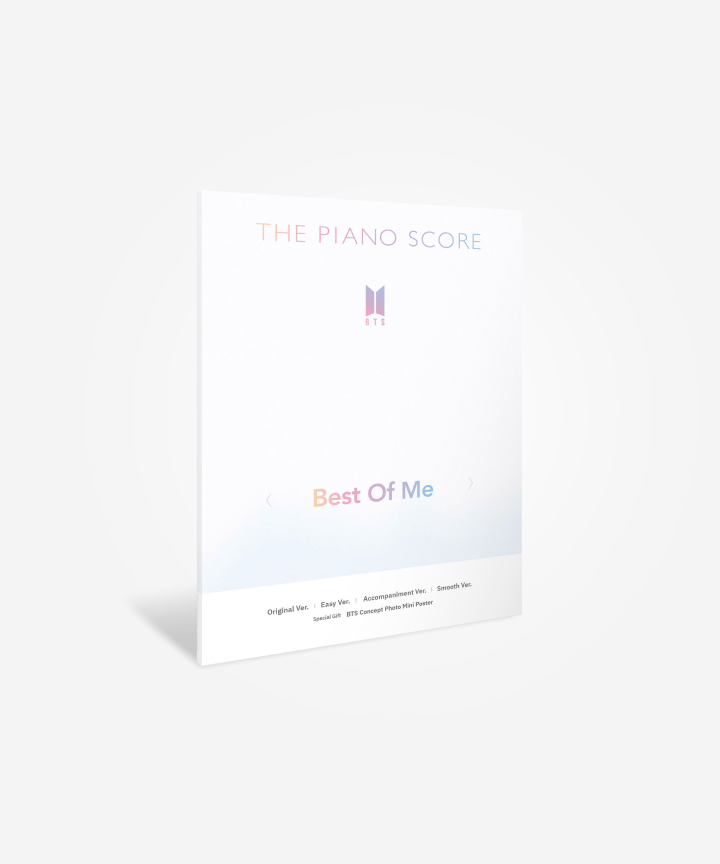 THE PIANO SCORE
BTS
〈 Best Of Me 〉
Original Ver. | Easy Ver. | Accompaniment Ver. | Smooth Ver.
Special Gift BTS Concept Photo Mini Poster